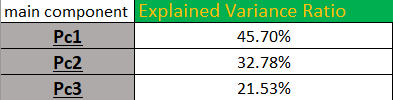 main component Explained Variance Ratio
Pc1 45.70%
Pc2 32.78%
Pc3 21.53%